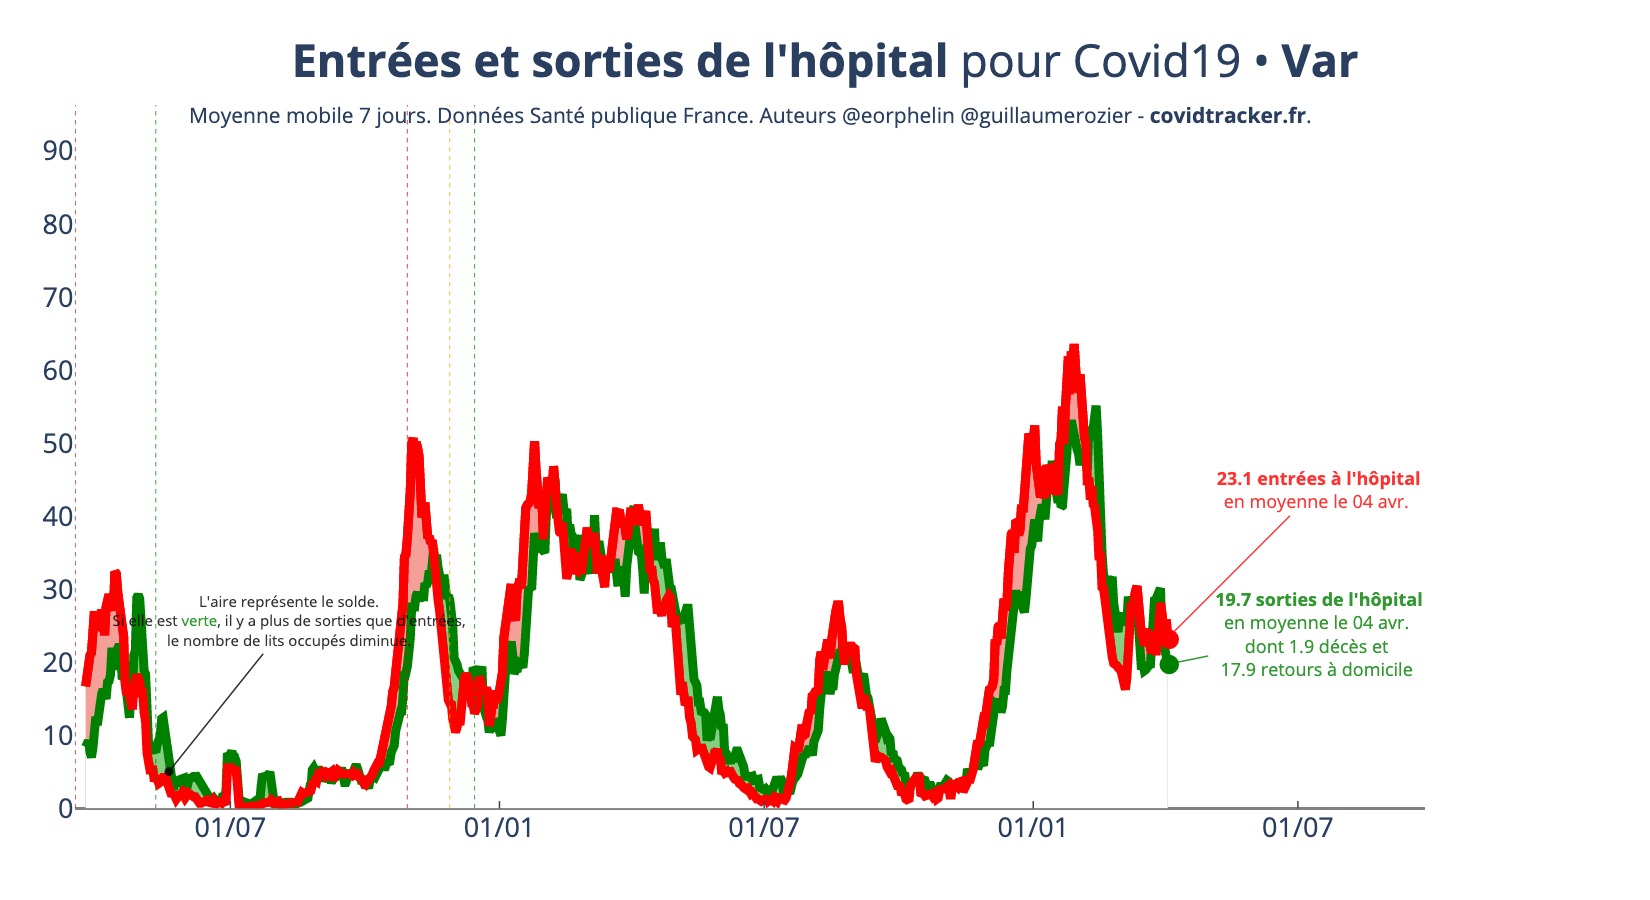 Entrées et sorties de l'hôpital pour Covid19 • Var
Moyenne mobile 7 jours. Données Santé publique France. Auteurs @eorphelin @guillaumerozier - covidtracker.fr.
90
80
70
60
50
40
30
20
10
0
L'aire représente le solde.
Si elle est verte, il y a plus de sorties que d'entrées,
le nombre de lits occupés diminue.
23.1 entrées à l'hôpital
en moyenne le 04 avr.
19.7 sorties de l'hôpital
en moyenne le 04 avr.
dont 1.9 décès et
17.9 retours à domicile
01/07
01/01
01/07
01/01
01/07